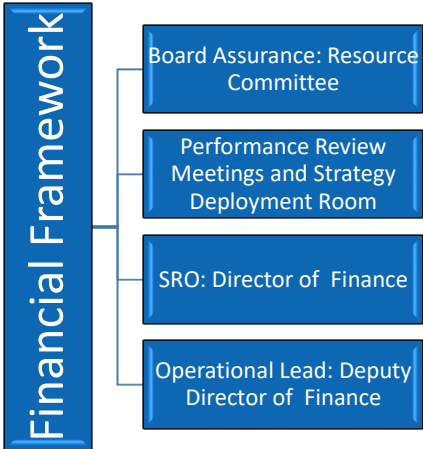 Financial Framework
Board Assurance: Resource
Committee
Performance Review
Meetings and Strategy
Deployment Room
SRO: Director of  Finance
Operational Lead: Deputy
Director of  Finance